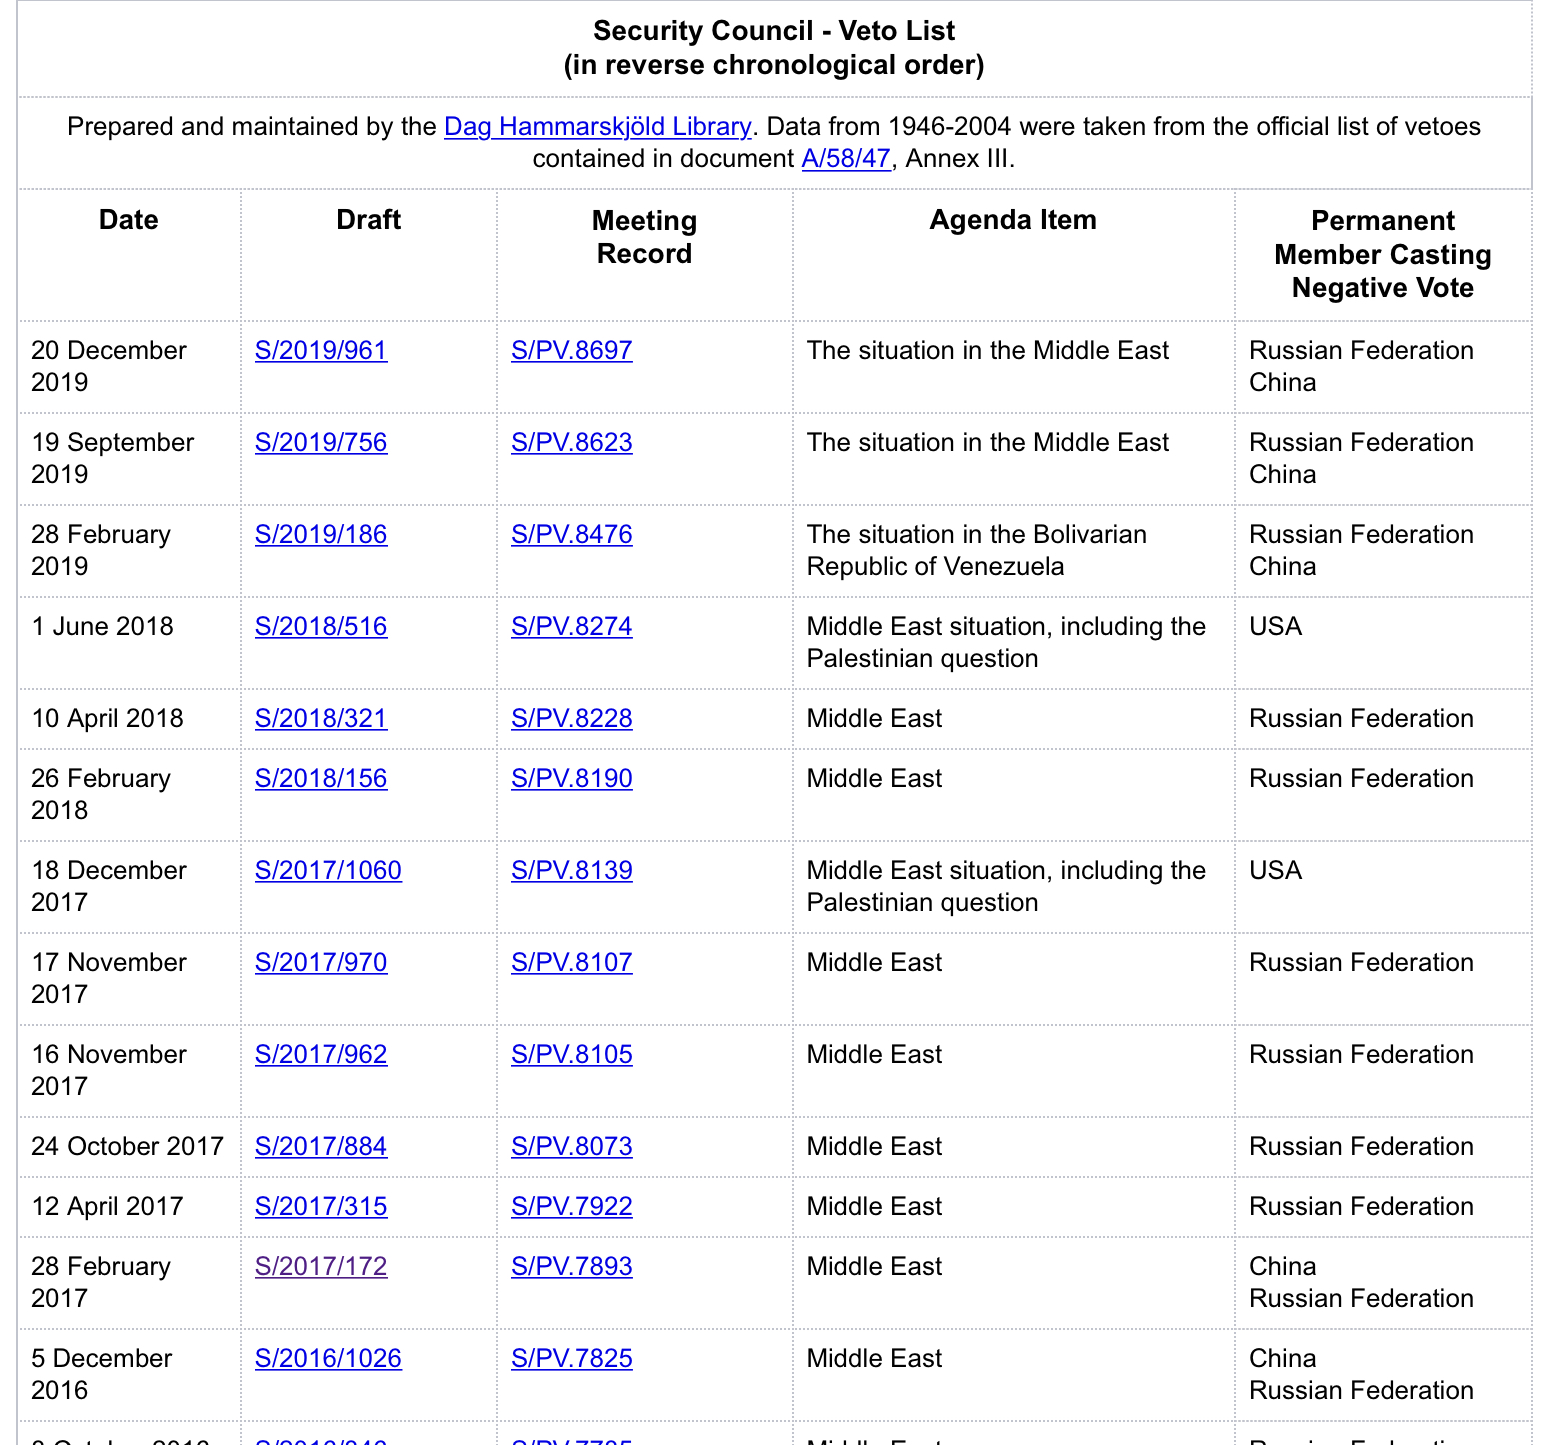 Security Council - Veto List
(in reverse chronological order)
Prepared and maintained by the Dag Hammarskjöld Library. Data from 1946-2004 were taken from the official list of vetoes
contained in document A/58/47, Annex III.
Date Draft Meeting Record Agenda Item Permanent Member Casting Negative Vote
20 December 2019 S/2019/961 S/PV.8697 The situation in the Middle East Russian Federation China
19 September 2019 S/2019/756 S/PV.8623 The situation in the Middle East Russian Federation China
28 February 2019 S/2019/186 S/PV.8476 The situation in the Bolivarian Republic of Venezuela Russian Federation China
1 June 2018 S/2018/516 S/PV.8274 Middle East situation, including the Palestinian question USA
10 April 2018 S/2018/321 S/PV.8228 Middle East Russian Federation
26 February 2018 S/2018/156 S/PV.8190 Middle East Russian Federation
18 December 2017 S/2017/1060 S/PV.8139 Middle East situation, including the Palestinian question USA
17 November 2017 S/2017/970 S/PV.8107 Middle East Russian Federation
16 November 2017 S/2017/962 S/PV.8105 Middle East Russian Federation
24 October 2017 S/2017/884 S/PV.8073 Middle East Russian Federation
12 April 2017 S/2017/315 S/PV.7922 Middle East Russian Federation
28 February 2017 S/2017/172 S/PV.7893 Middle East China Russian Federation
5 December 2016 S/2016/1026 S/PV.7825 Middle East China Russian Federation